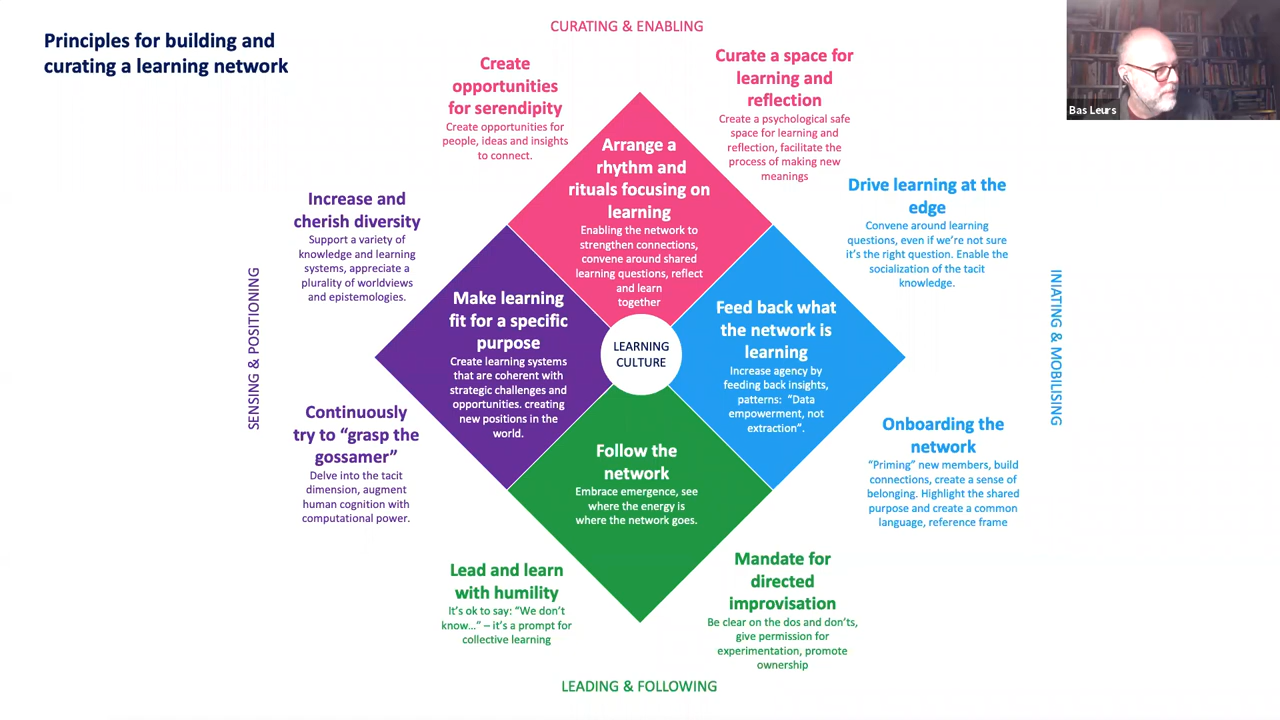 Principles for building and
curating a learning network
CURATING & ENABLING
Create
opportunities
for serendipity
Create opportunities for
people, ideas and insights
to connect.
Curate a space for
learning and
reflection
Create a psychological safe
space for learning and
reflection, facilitate the
process of making new
meanings
Bas Leurs
Arrange a
rhythm and
rituals focusing on
learning
Enabling the network to
strengthen connections,
convene around shared
learning questions, reflect
and learn
together
Increase and
cherish diversity
Support a variety of
knowledge and learning
systems, appreciate a
plurality of worldviews
and epistemologies.
Drive learning at the
edge
Convene around learning
questions, even if we're not sure
it's the right question. Enable the
socialization of the tacit
knowledge.
SENSING & POSITIONING
Make learning
fit for a specific
purpose
Create learning systems
that are coherent with
strategic challenges and
opportunities. creating
new positions in the
world.
LEARNING
CULTURE
Feed back what
the network is
learning
Increase agency by
feeding back insights,
patterns: “Data
empowerment, not
extraction”.
INIATING & MOBILISING
Continuously
try to “grasp the
gossamer”
Delve into the tacit
dimension, augment
human cognition with
computational power.
Follow the
network
Embrace emergence, see
where the energy is
where the network goes.
Onboarding the
network
“Priming” new members, build
connections, create a sense of
belonging. Highlight the shared
purpose and create a common
language, reference frame
Lead and learn
with humility
It's ok to say: “We don't
know...” – it's a prompt for
collective learning
Mandate for
directed
improvisation
Be clear on the dos and don'ts,
give permission for
experimentation, promote
ownership
LEADING & FOLLOWING